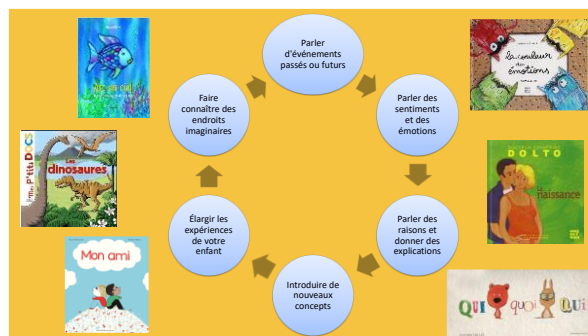 Parler
d'événements
passés ou futurs
Parler des
sentiments
et des
émotions
Parler des
raisons et
donner des
explications
Introduire de
nouveaux
concepts
Élargir les
expériences
de votre
enfant
Faire
connaître des
endroits
imaginaires
Arc-en-ciel
la couleur
des
émotions
mes P'tits DOCS
Les
dinosaures
DOLTO
La
naissance
Mon ami
QUI quoi QUI